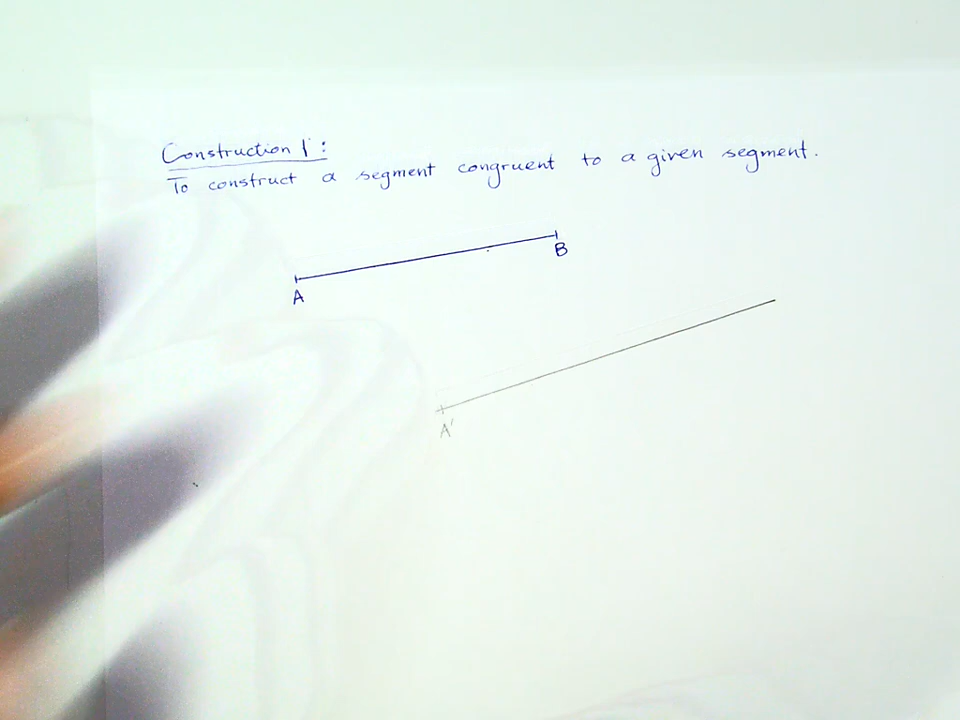 Construction 1:
To construct a segment congruent to a given segment.
A
B
A'